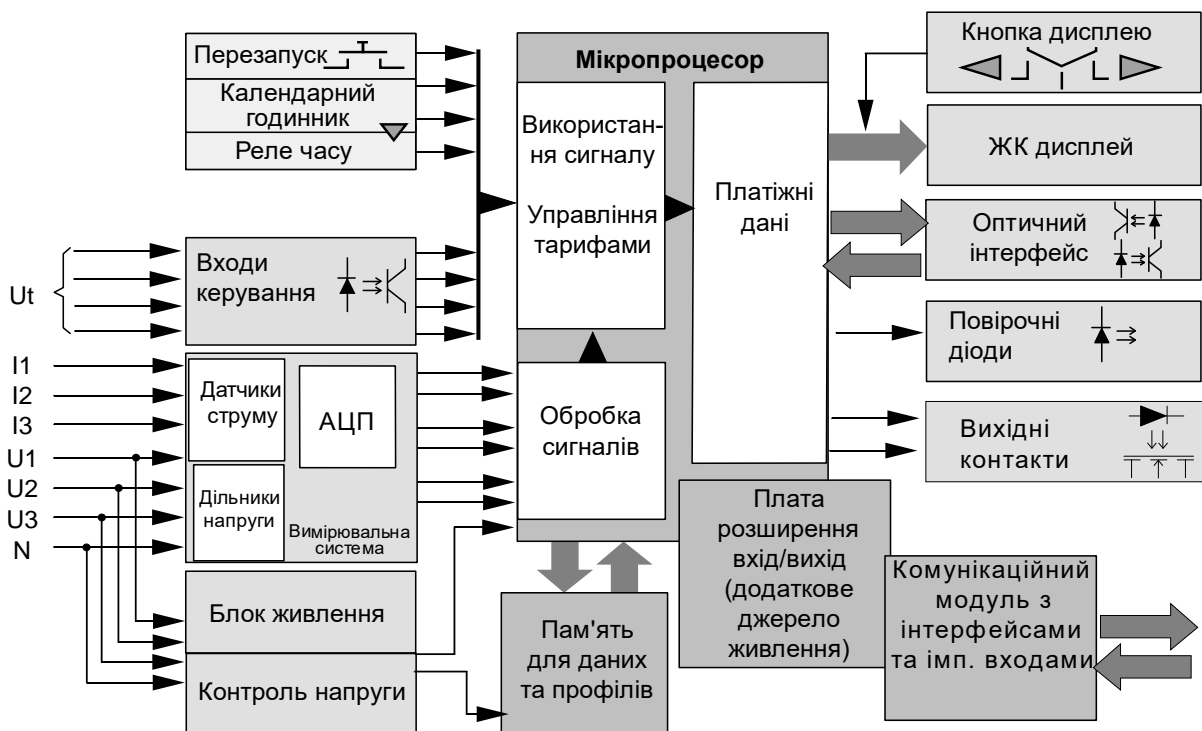 Перезапуск
Календарний
годинник
Реле часу
Мікропроцесор
Використан-
ня сигналу
Управління
тарифами
Платіжні
дані
Кнопка дисплею
ЖК дисплей
Оптичний
інтерфейс
Ut
Входи
керування
Повірочні
діоди
I1
I2
I3
U1
U2
U3
N
Датчики
струму
АЦП
Дільники
напруги
Вимірювальна
система
Обробка
сигналів
Вихідні
контакти
Блок живлення
Контроль напруги
Пам'ять
для даних
та профілів
Плата
розширення
вхід/вихід
(додаткове
джерело
живлення)
Комунікаційний
модуль з
інтерфейсами
та імп. входами